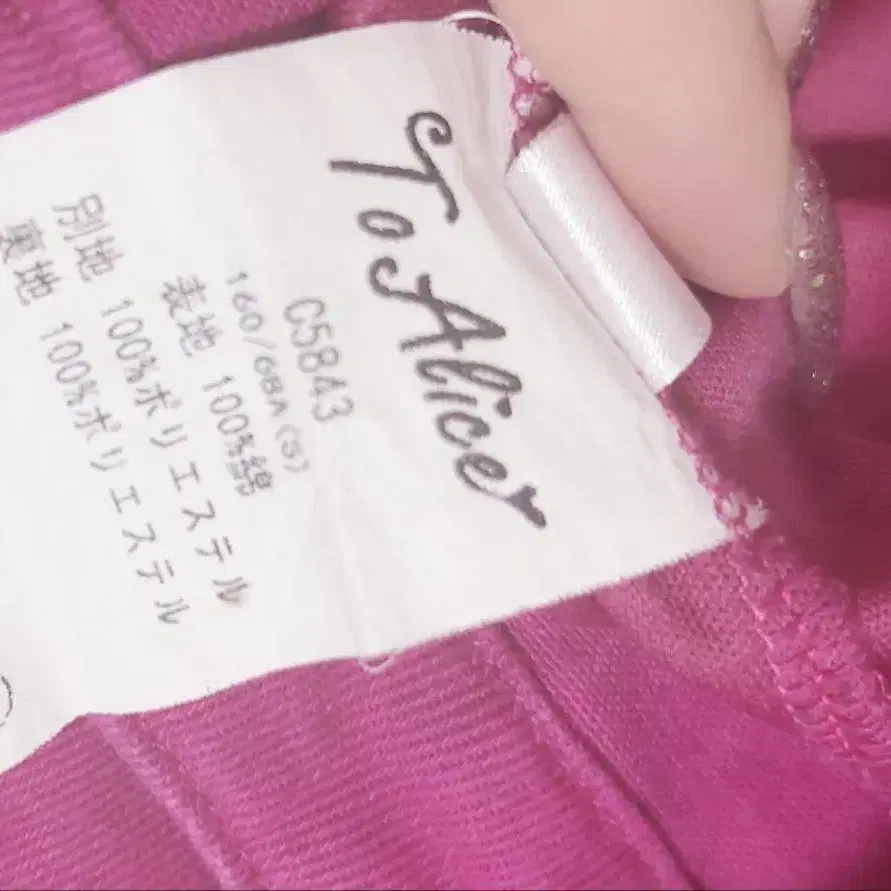 To Alice
C5843
160/68A(S)
表地 100%綿
別地 100%ポリエステル
裏地 100%ポリエステル